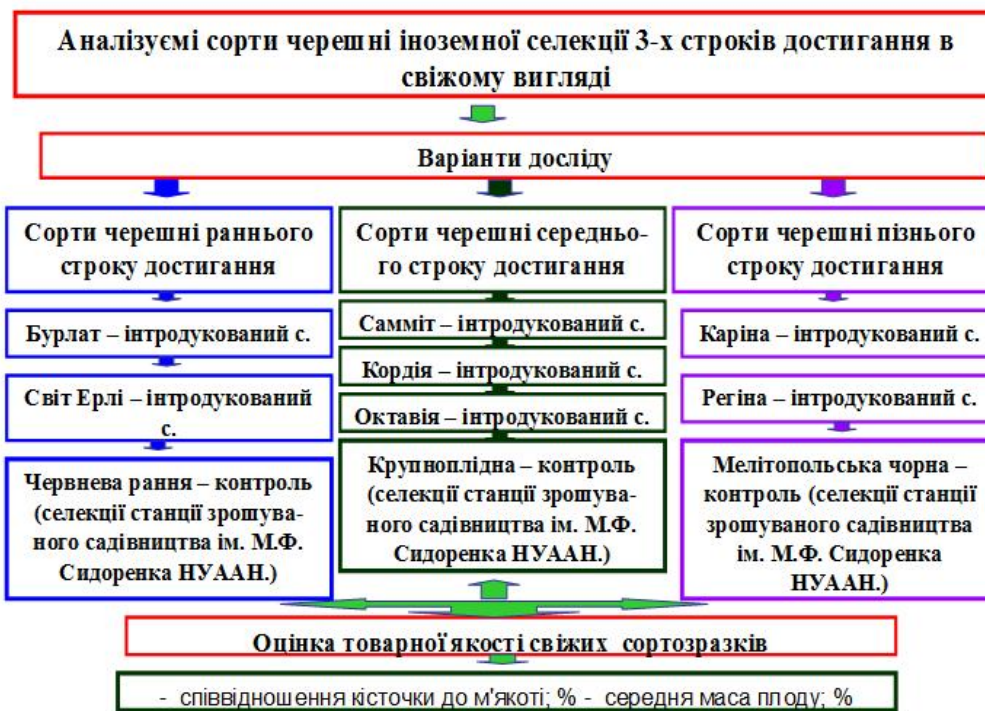 Аналізуємі сорти черешні іноземної селекції 3-х строків достигання в
свіжому вигляді
Варіанти досліду
Сорти черешні раннього
строку достигання
Бурлат – інтродукований с.
Світ Ерлі – інтродукований
с.
Червнева рання – контроль
(селекції станції зрошува-
ного садівництва ім. М.Ф.
Сидоренка НУААН.)
Сорти черешні середньо-
го строку достигання
Самміт – інтродукований с.
Кордія – інтродукований с.
Октавія – інтродукований с.
Крупноплідна – контроль
(селекції станції зрошува-
ного садівництва ім. М.Ф.
Сидоренка НУААН.)
Сорти черешні пізнього
строку достигання
Каріна – інтродукований с.
Регіна – інтродукований с.
Мелітопольська чорна –
контроль (селекції станції
зрошуваного садівництва
ім. М.Ф. Сидоренка
НУААН.)
Оцінка товарної якості свіжих сортозразків
- співвідношення кісточки до м'якоті; % - середня маса плоду; %